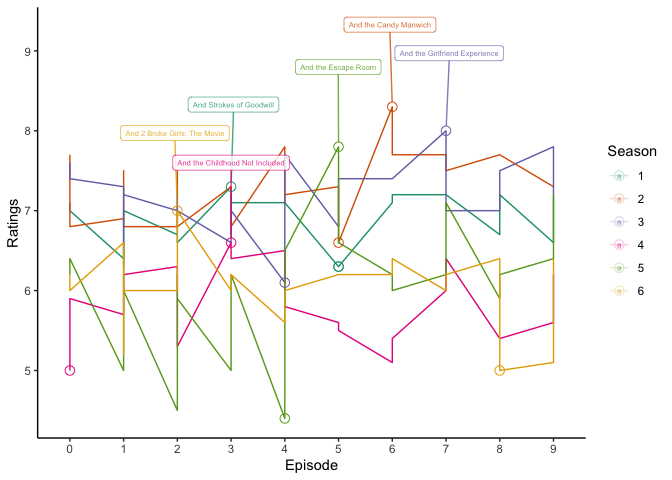 And the Candy Manwich
And the Girlfriend Experience
And the Escape Room
And Strokes of Goodwill
And 2 Broke Girls: The Movie
And the Childhood Not Included
9
8
7
6
5
Ratings
0 1 2 3 4 5 6 7 8 9
Episode
Season
a 1
a 2
a 3
a 4
a 5
a 6